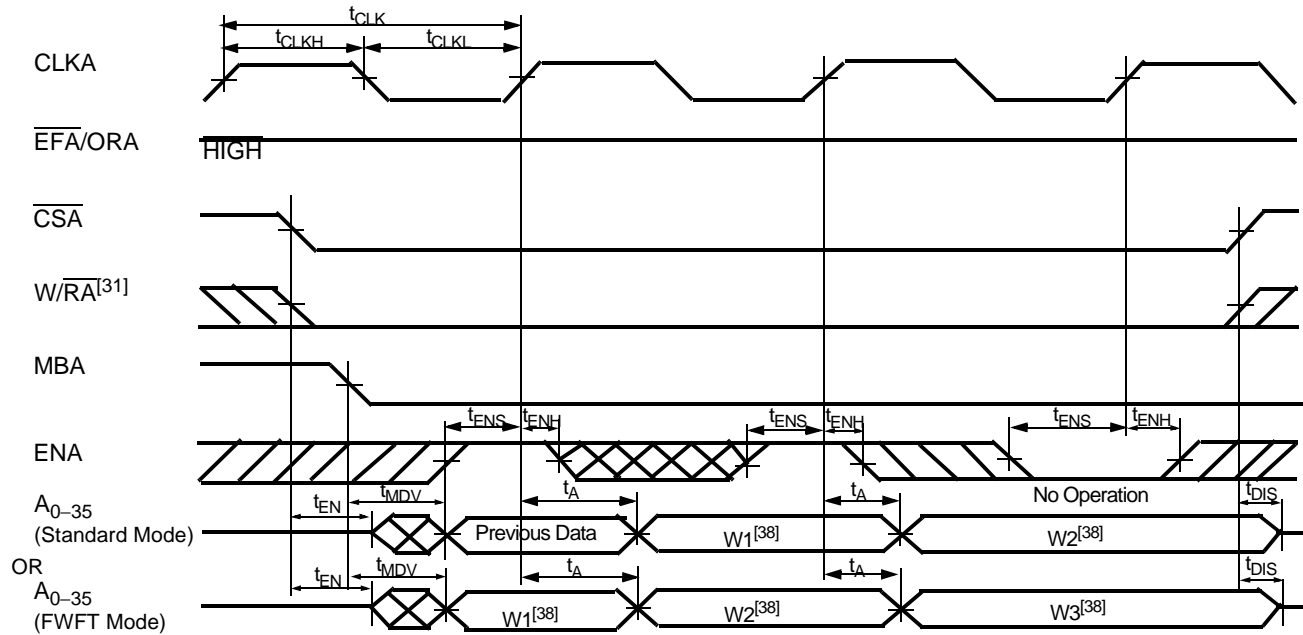 tCLK
tCLKH tCLKL
CLKA
EFA/ORA HIGH
CSA
W/RA[31]
MBA
tENS tENH tENS tENH tENS tENH
ENA
tMDV tA tA No Operation
tEN tDIS
A0–35
(Standard Mode) Previous Data W1[38] W2[38]
OR
tMDV tA tA
tEN tDIS
A0–35
(FWFT Mode) W1[38] W2[38] W3[38]